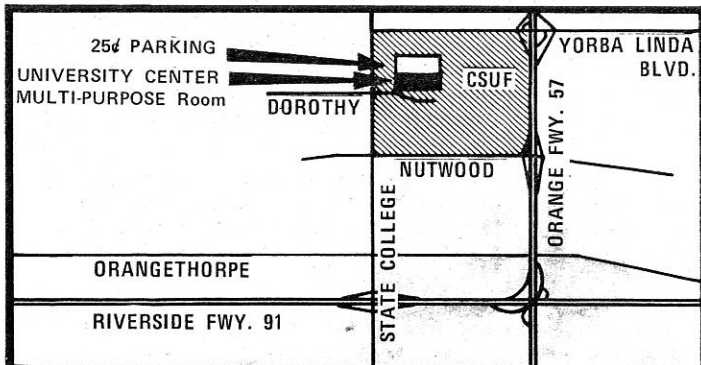 25¢ PARKING
UNIVERSITY CENTER
MULTI-PURPOSE Room
DOROTHY
CSUF
YORBA LINDA
BLVD.
NUTWOOD
STATE COLLEGE
ORANGE FWY. 57
ORANGETHORPE
RIVERSIDE FWY. 91